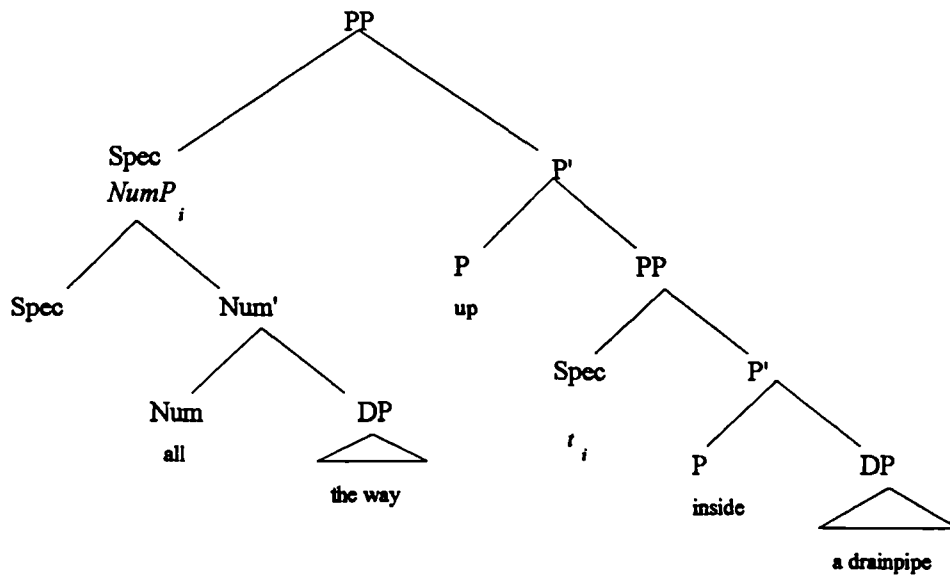 PP
Spec
P'
NumP i
P
PP
Spec
Num'
up
Spec
P'
Num
DP
all
t i
P
DP
the way
inside
a drainpipe